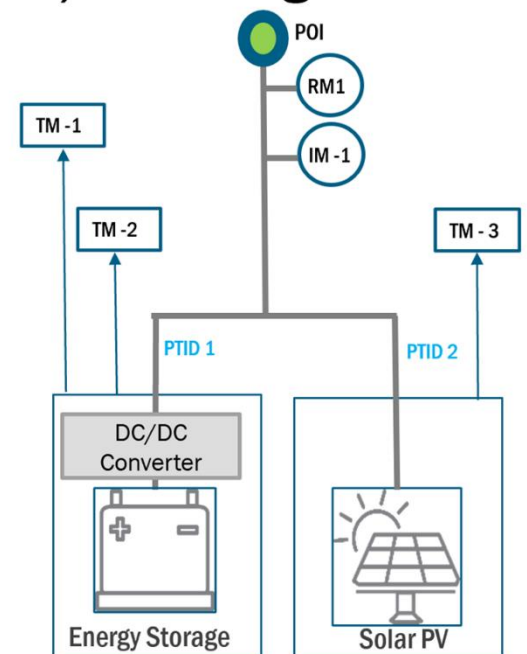 POI
RM1
IM -1
TM -1
TM -2
TM - 3
PTID 1
PTID 2
DC/DC
Converter
Energy Storage
Solar PV